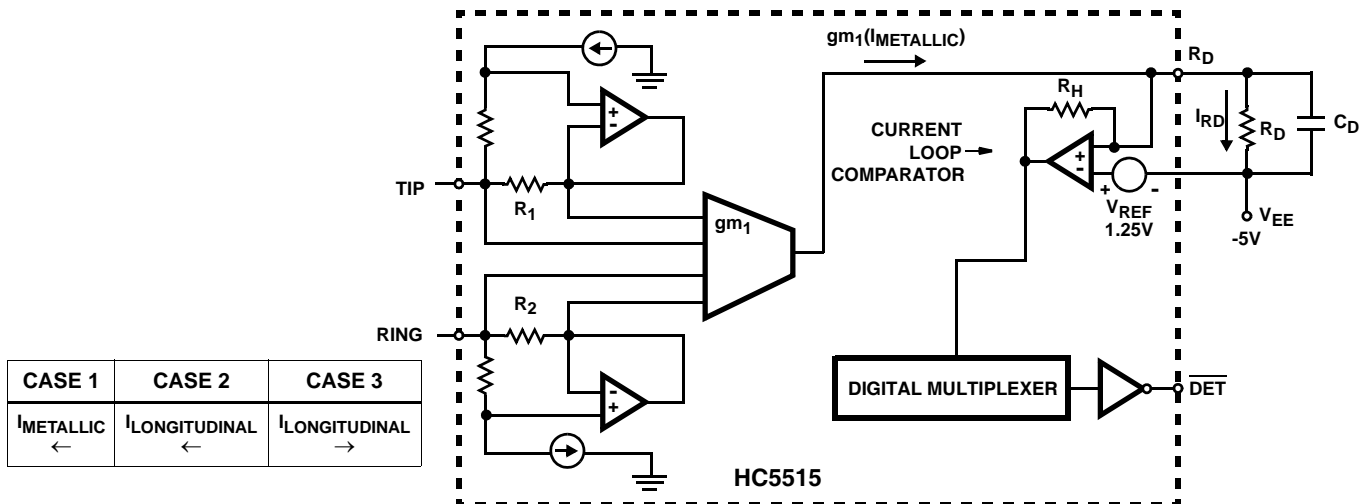 gm1(IMETALLIC)
RD
RH
IRD
RD
CD
+
-
CURRENT
LOOP
COMPARATOR
+
-
+
-
VREF
1.25V
VEE
-5V
TIP
R1
gm1
RING
R2
-
+
CASE 1 CASE 2 CASE 3
IMETALLIC ILONGITUDINAL ILONGITUDINAL
← ← →
DIGITAL MULTIPLEXER
DET
HC5515